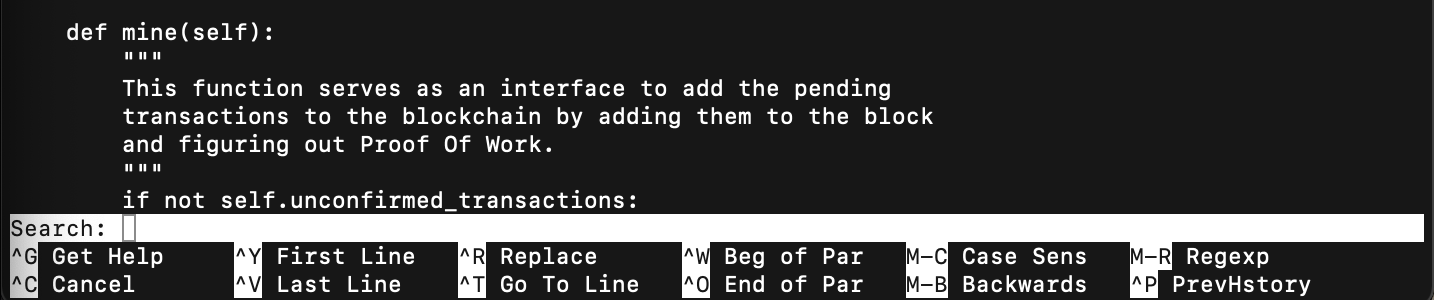 def mine(self):
"""
This function serves as an interface to add the pending
transactions to the blockchain by adding them to the block
and figuring out Proof Of Work.
"""
if not self.unconfirmed_transactions:
Search:
^G Get Help ^Y First Line ^R Replace ^W Beg of Par M-C Case Sens M-R Regexp
^C Cancel ^V Last Line ^T Go To Line ^O End of Par M-B Backwards ^P PrevHstory